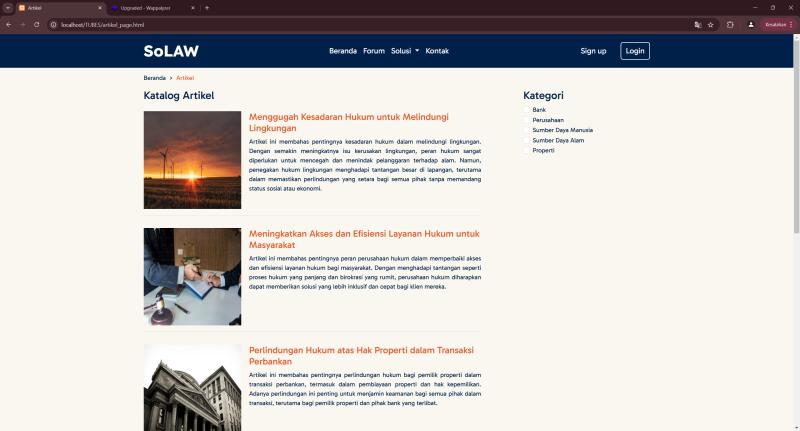 Artikel
Upgraded - Wappalyzer
localhost/TUBES/artikel_page.html
Kesalahan
SoLAW
Beranda Forum Solusi Kontak
Sign up Login
Beranda > Artikel
Katalog Artikel
Menggugah Kesadaran Hukum untuk Melindungi
Lingkungan
Artikel ini membahas pentingnya kesadaran hukum dalam melindungi lingkungan.
Dengan semakin meningkatnya isu kerusakan lingkungan, peran hukum sangat
diperlukan untuk mencegah dan menindak pelanggaran terhadap alam. Namun,
penegakan hukum lingkungan menghadapi tantangan besar di lapangan, terutama
dalam memastikan perlindungan yang setara bagi semua pihak tanpa memandang
status sosial atau ekonomi.
Meningkatkan Akses dan Efisiensi Layanan Hukum untuk
Masyarakat
Artikel ini membahas pentingnya peran perusahaan hukum dalam memperbaiki akses
dan efisiensi layanan hukum bagi masyarakat. Dengan menghadapi tantangan seperti
proses hukum yang panjang dan birokrasi yang rumit, perusahaan hukum diharapkan
dapat memberikan solusi yang lebih inklusif dan cepat bagi klien mereka.
Perlindungan Hukum atas Hak Properti dalam Transaksi
Perbankan
Artikel ini membahas pentingnya perlindungan hukum bagi pemilik properti dalam
transaksi perbankan, termasuk dalam pembiayaan properti dan hak kepemilikan.
Adanya perlindungan ini penting untuk menjamin keamanan bagi semua pihak dalam
transaksi, terutama bagi pemilik properti dan pihak bank yang terlibat.
Kategori
Bank
Perusahaan
Sumber Daya Manusia
Sumber Daya Alam
Properti